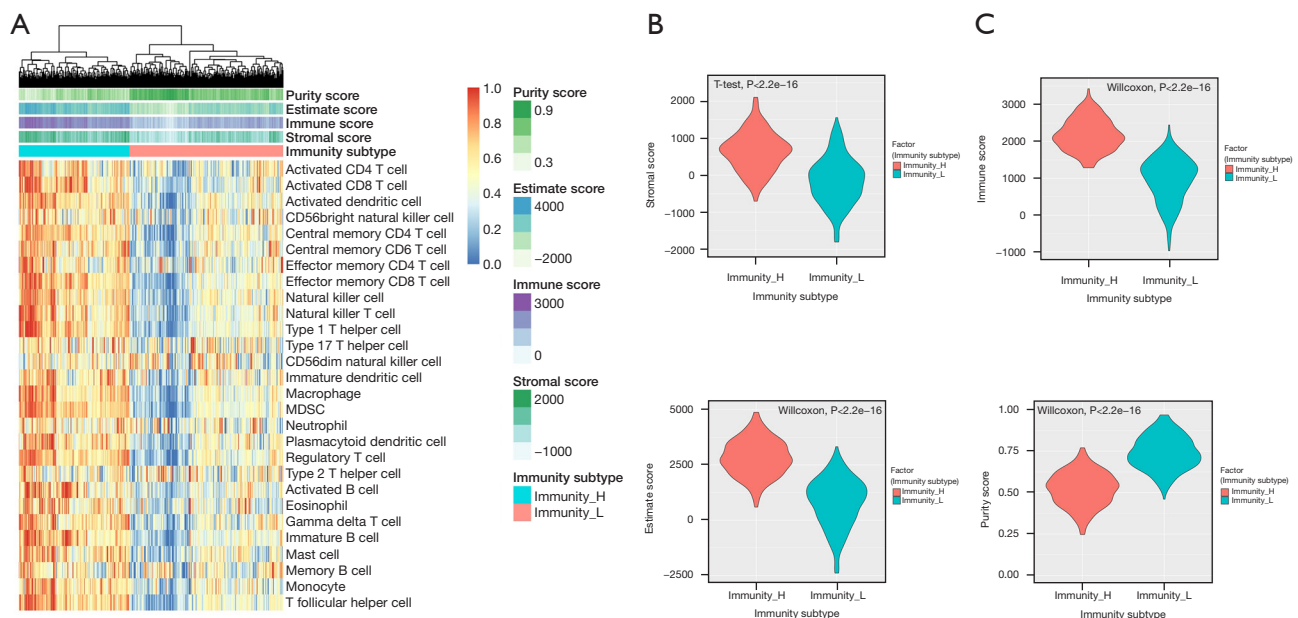 A
Purity score
Estimate score
Immune score
Stromal score
Immunity subtype
Activated CD4 T cell
Activated CD8 T cell
Activated dendritic cell
CD56bright natural killer cell
Central memory CD4 T cell
Central memory CD6 T cell
Effector memory CD4 T cell
Effector memory CD8 T cell
Natural killer cell
Natural killer T cell
Type 1 T helper cell
Type 17 T helper cell
CD56dim natural killer cell
Immature dendritic cell
Macrophage
MDSC
Neutrophil
Plasmacytoid dendritic cell
Regulatory T cell
Type 2 T helper cell
Activated B cell
Eosinophil
Gamma delta T cell
Immature B cell
Mast cell
Memory B cell
Monocyte
T follicular helper cell
1.0
0.8
0.6
0.4
0.2
0.0
Purity score
0.9
0.3
Estimate score
4000
−2000
Immune score
3000
0
Stromal score
2000
−1000
Immunity subtype
Immunity_H
Immunity_L
B
T-test, P<2.2e−16
Stromal score
2000
1000
0
−1000
−2000
Immunity_H Immunity_L
Immunity subtype
Factor
(Immunity subtype)
Immunity_H
Immunity_L
Willcoxon, P<2.2e−16
Estimate score
5000
2500
0
−2500
Immunity_H Immunity_L
Immunity subtype
Factor
(Immunity subtype)
Immunity_H
Immunity_L
C
Willcoxon, P<2.2e−16
Immune score
3000
2000
1000
0
−1000
Immunity_H Immunity_L
Immunity subtype
Factor
(Immunity subtype)
Immunity_H
Immunity_L
Willcoxon, P<2.2e−16
Purity score
1.00
0.75
0.50
0.25
0.00
Immunity_H Immunity_L
Immunity subtype
Factor
(Immunity subtype)
Immunity_H
Immunity_L